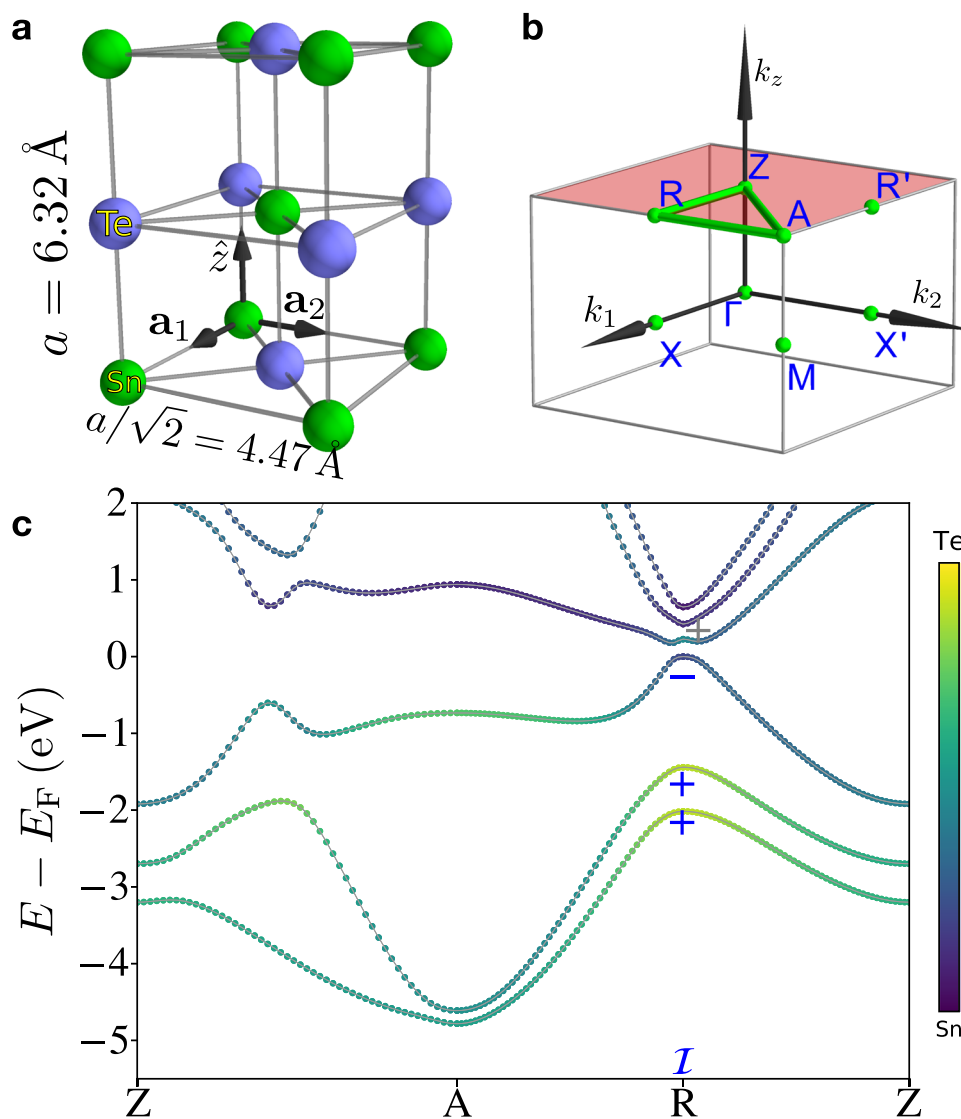 a
a = 6.32 Å
Te
ẑ
a₁
a₂
Sn
a/√2 = 4.47 Å
b
k_z
Z
R
R'
A
k₁
Γ
k₂
X
X'
M
c
E − E_F (eV)
2
1
0
−1
−2
−3
−4
−5
+
−
+
+
I
Z
A
R
Z
Te
Sn